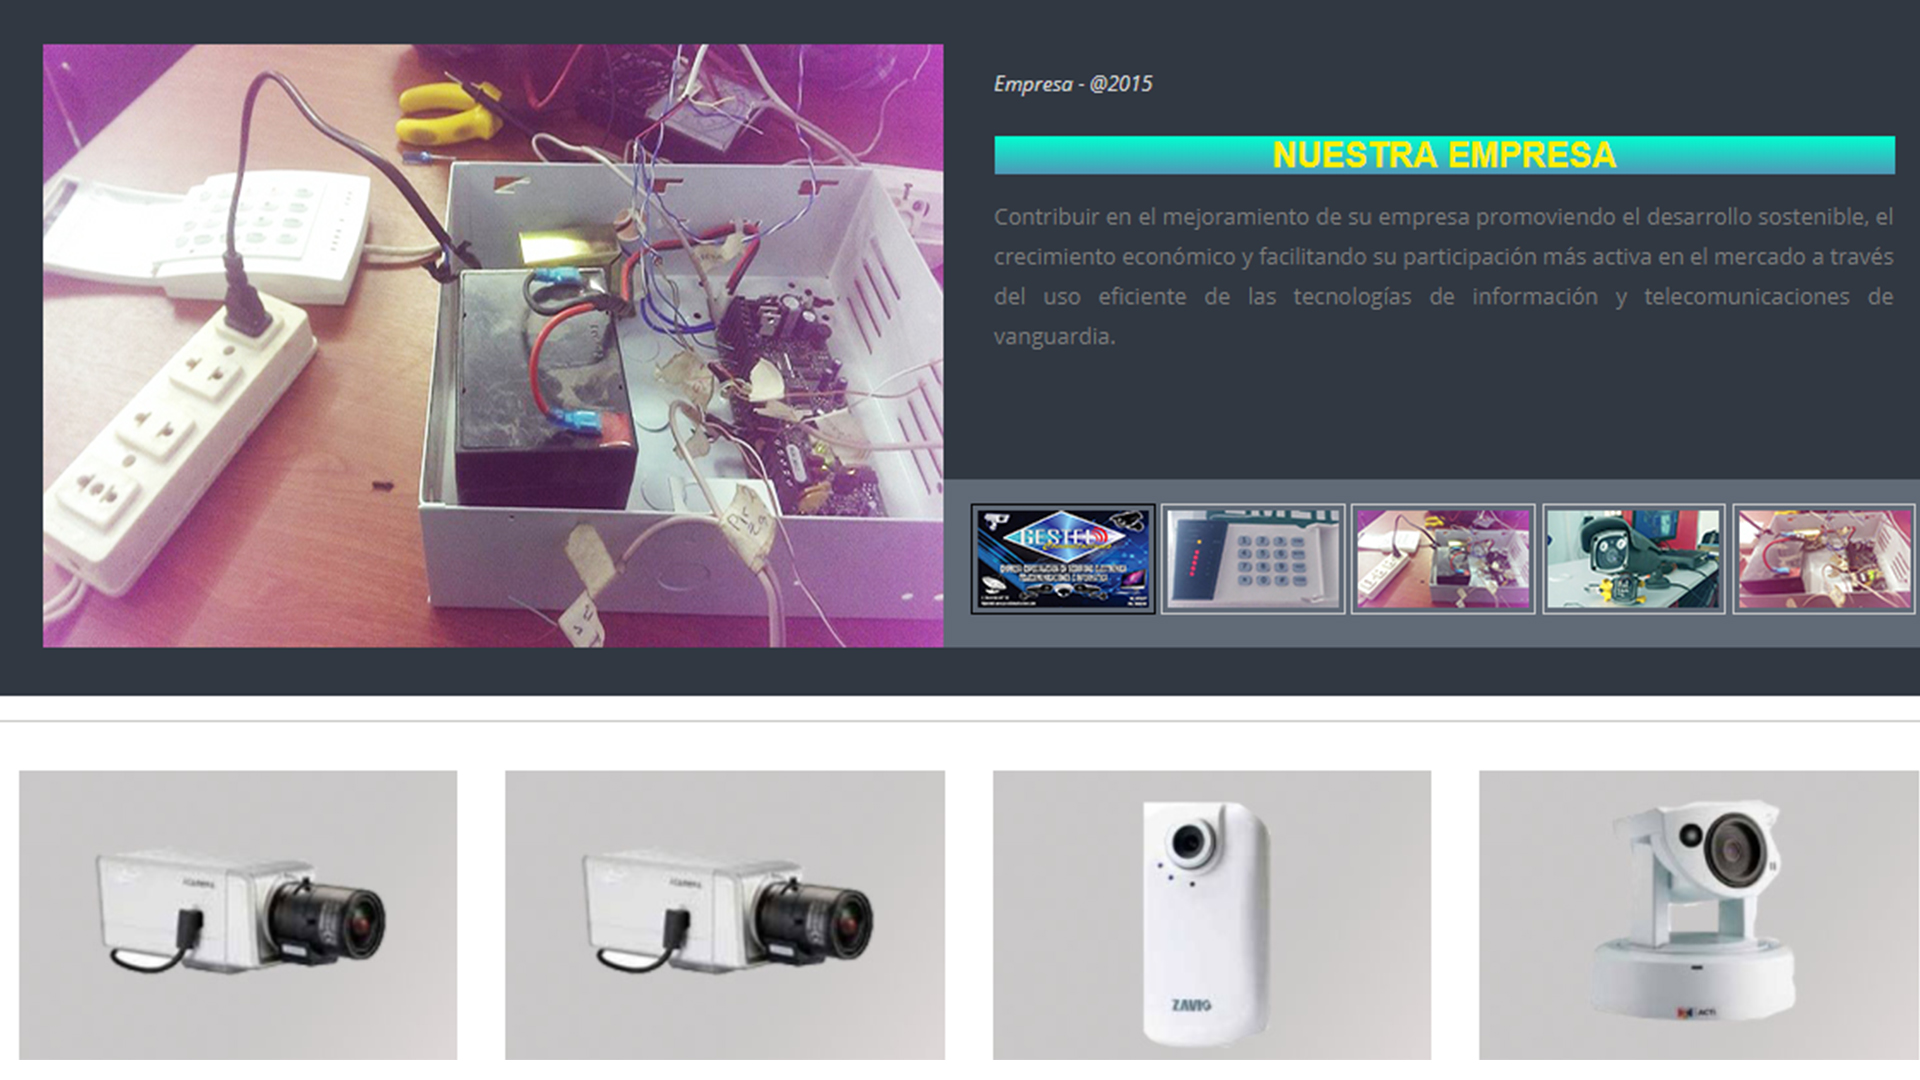 Empresa - @2015
NUESTRA EMPRESA
Contribuir en el mejoramiento de su empresa promoviendo el desarrollo sostenible, el
crecimiento económico y facilitando su participación más activa en el mercado a través
del uso eficiente de las tecnologías de información y telecomunicaciones de
vanguardia.
GESTEL
ZAVIO
ACTi